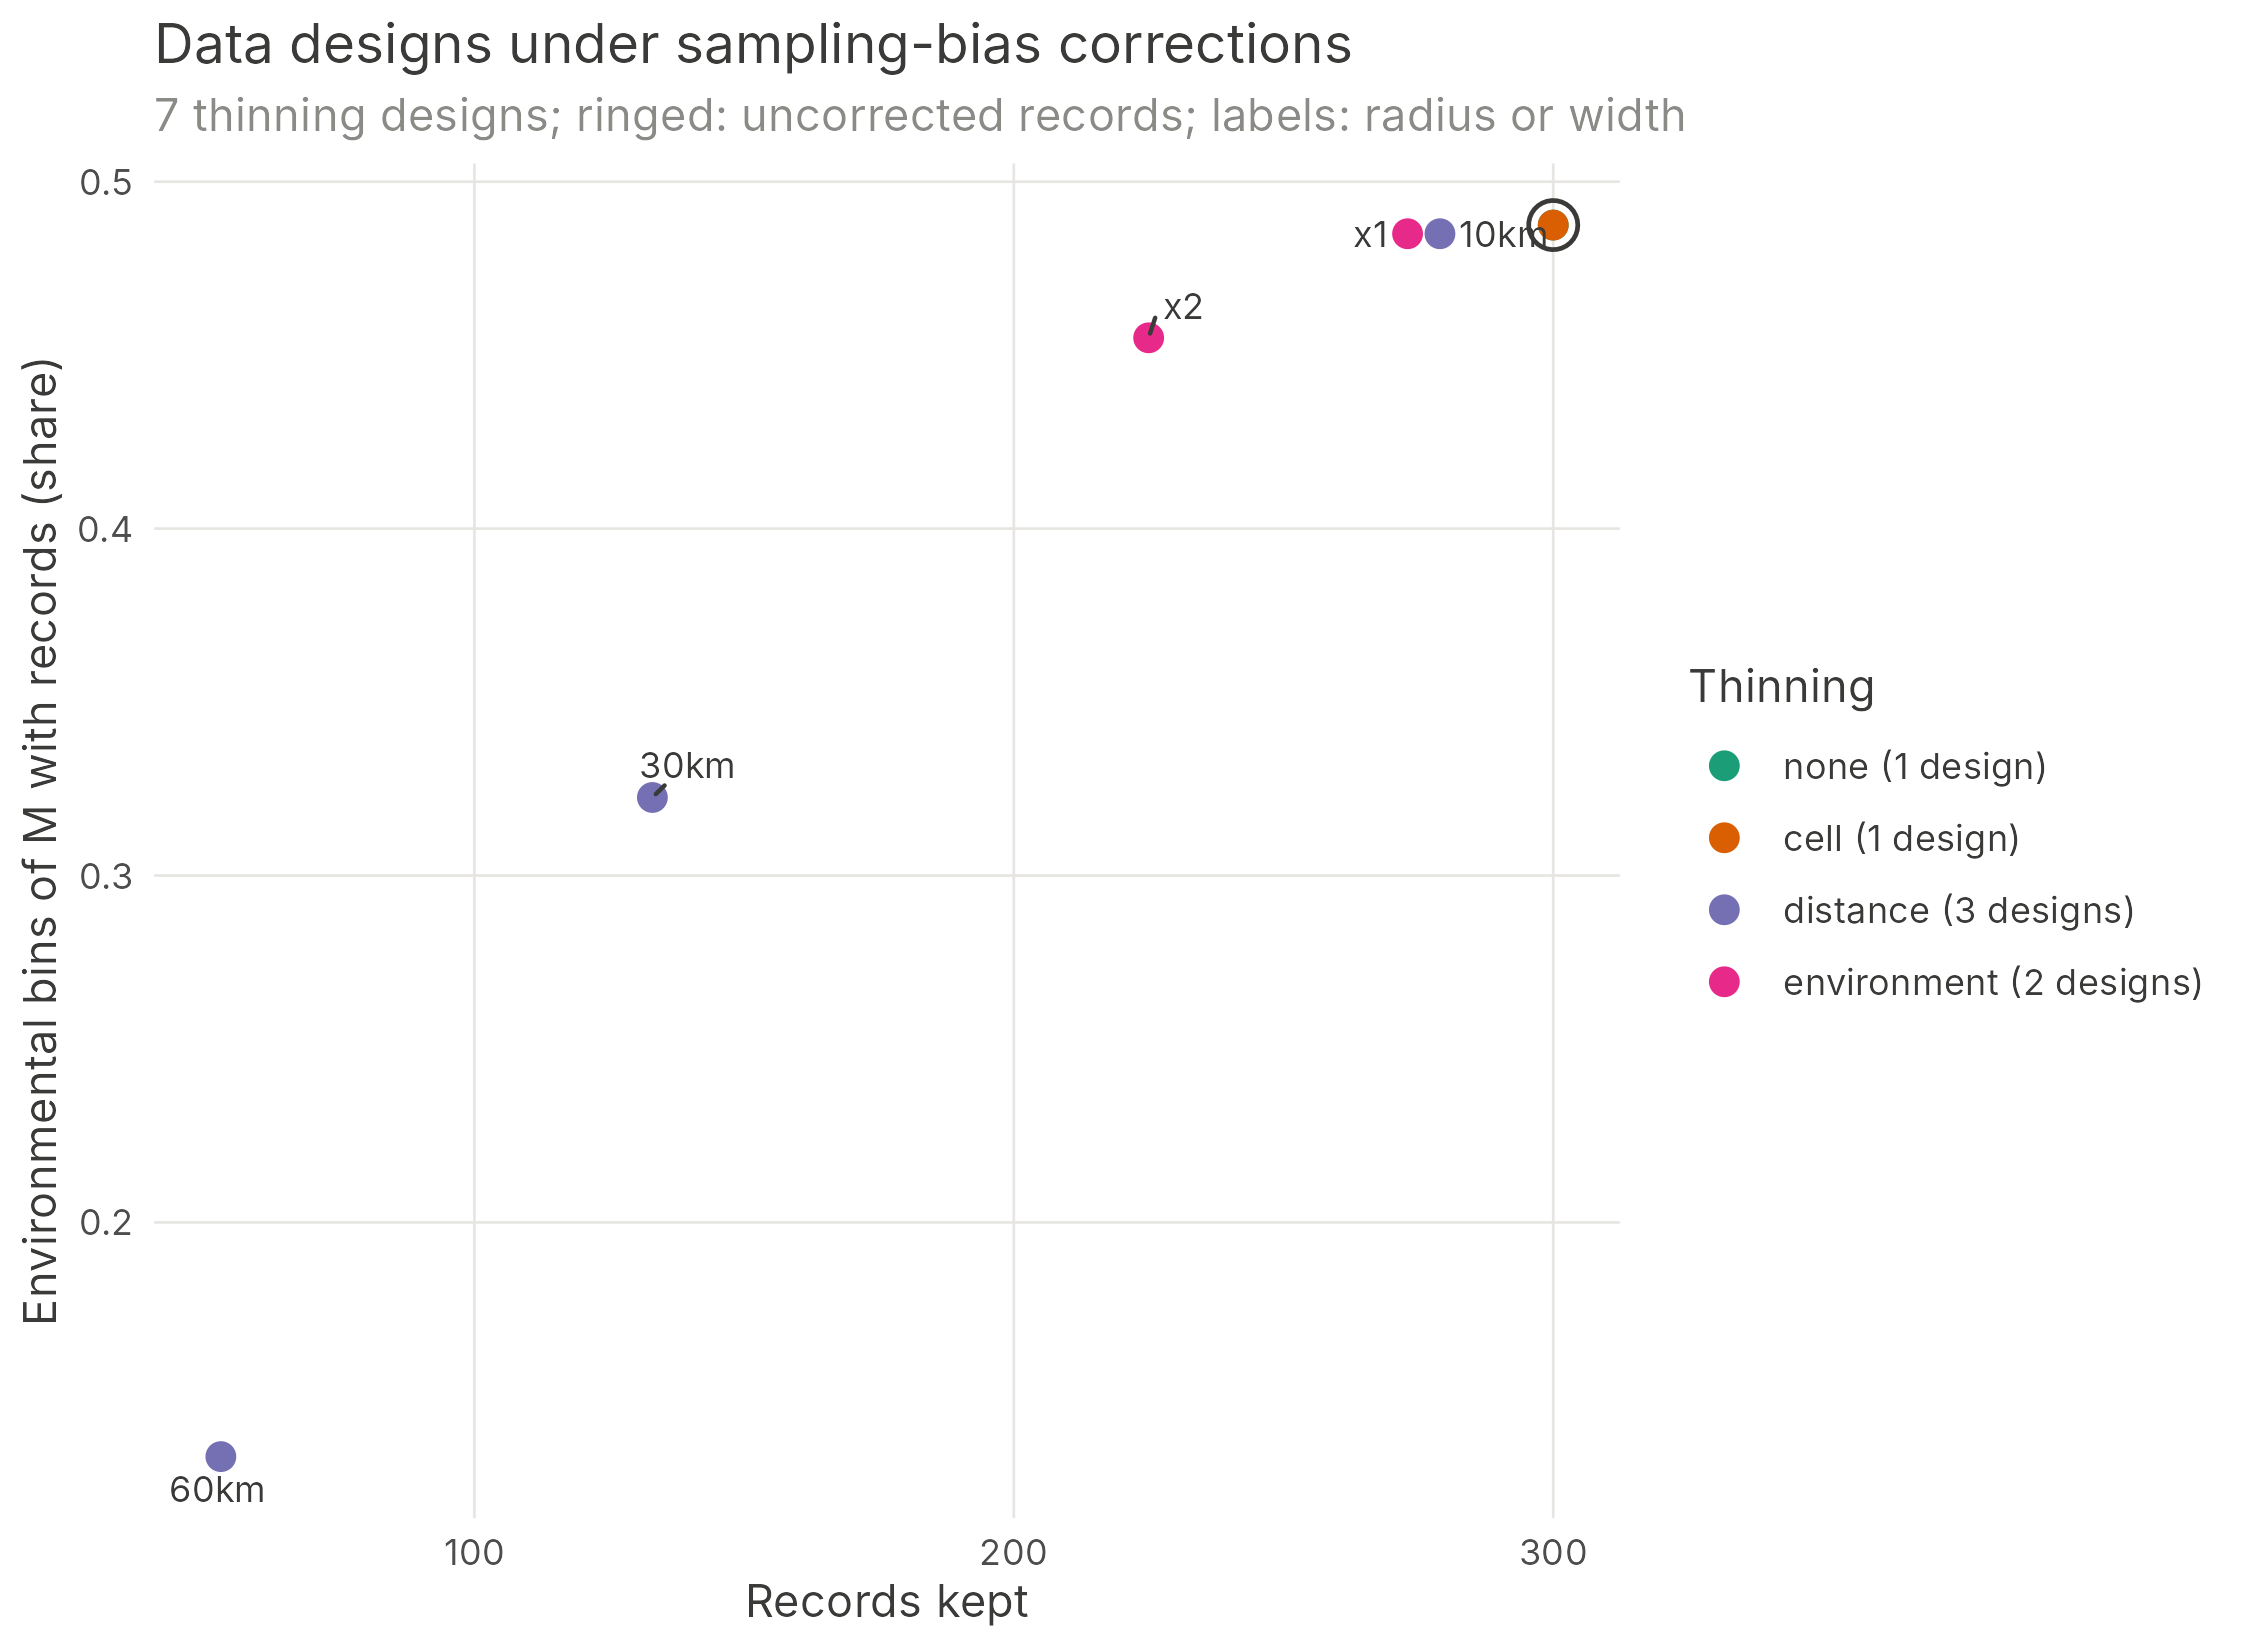 Data designs under sampling-bias corrections
7 thinning designs; ringed: uncorrected records; labels: radius or width
Environmental bins of M with records (share)
0.5
0.4
0.3
0.2
x1
10km
x2
30km
60km
100
200
300
Records kept
Thinning
none (1 design)
cell (1 design)
distance (3 designs)
environment (2 designs)